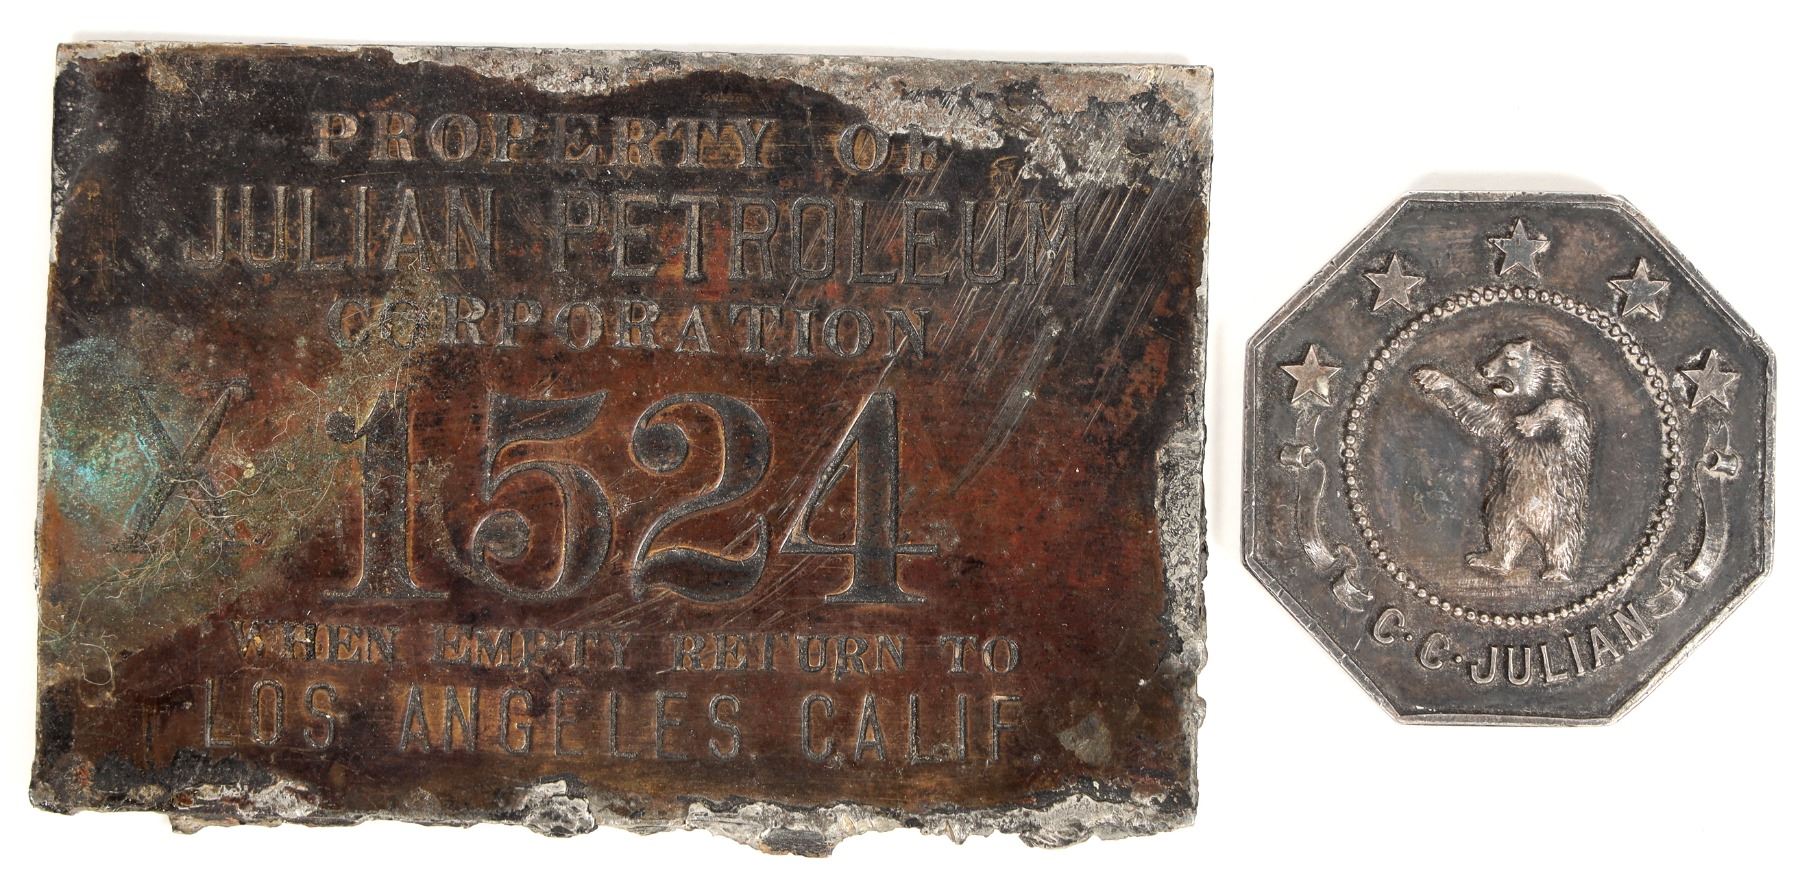 PROPERTY OF
JULIAN PETROLEUM
CORPORATION
X 1524
WHEN EMPTY RETURN TO
LOS ANGELES CALIF.
C·C·JULIAN